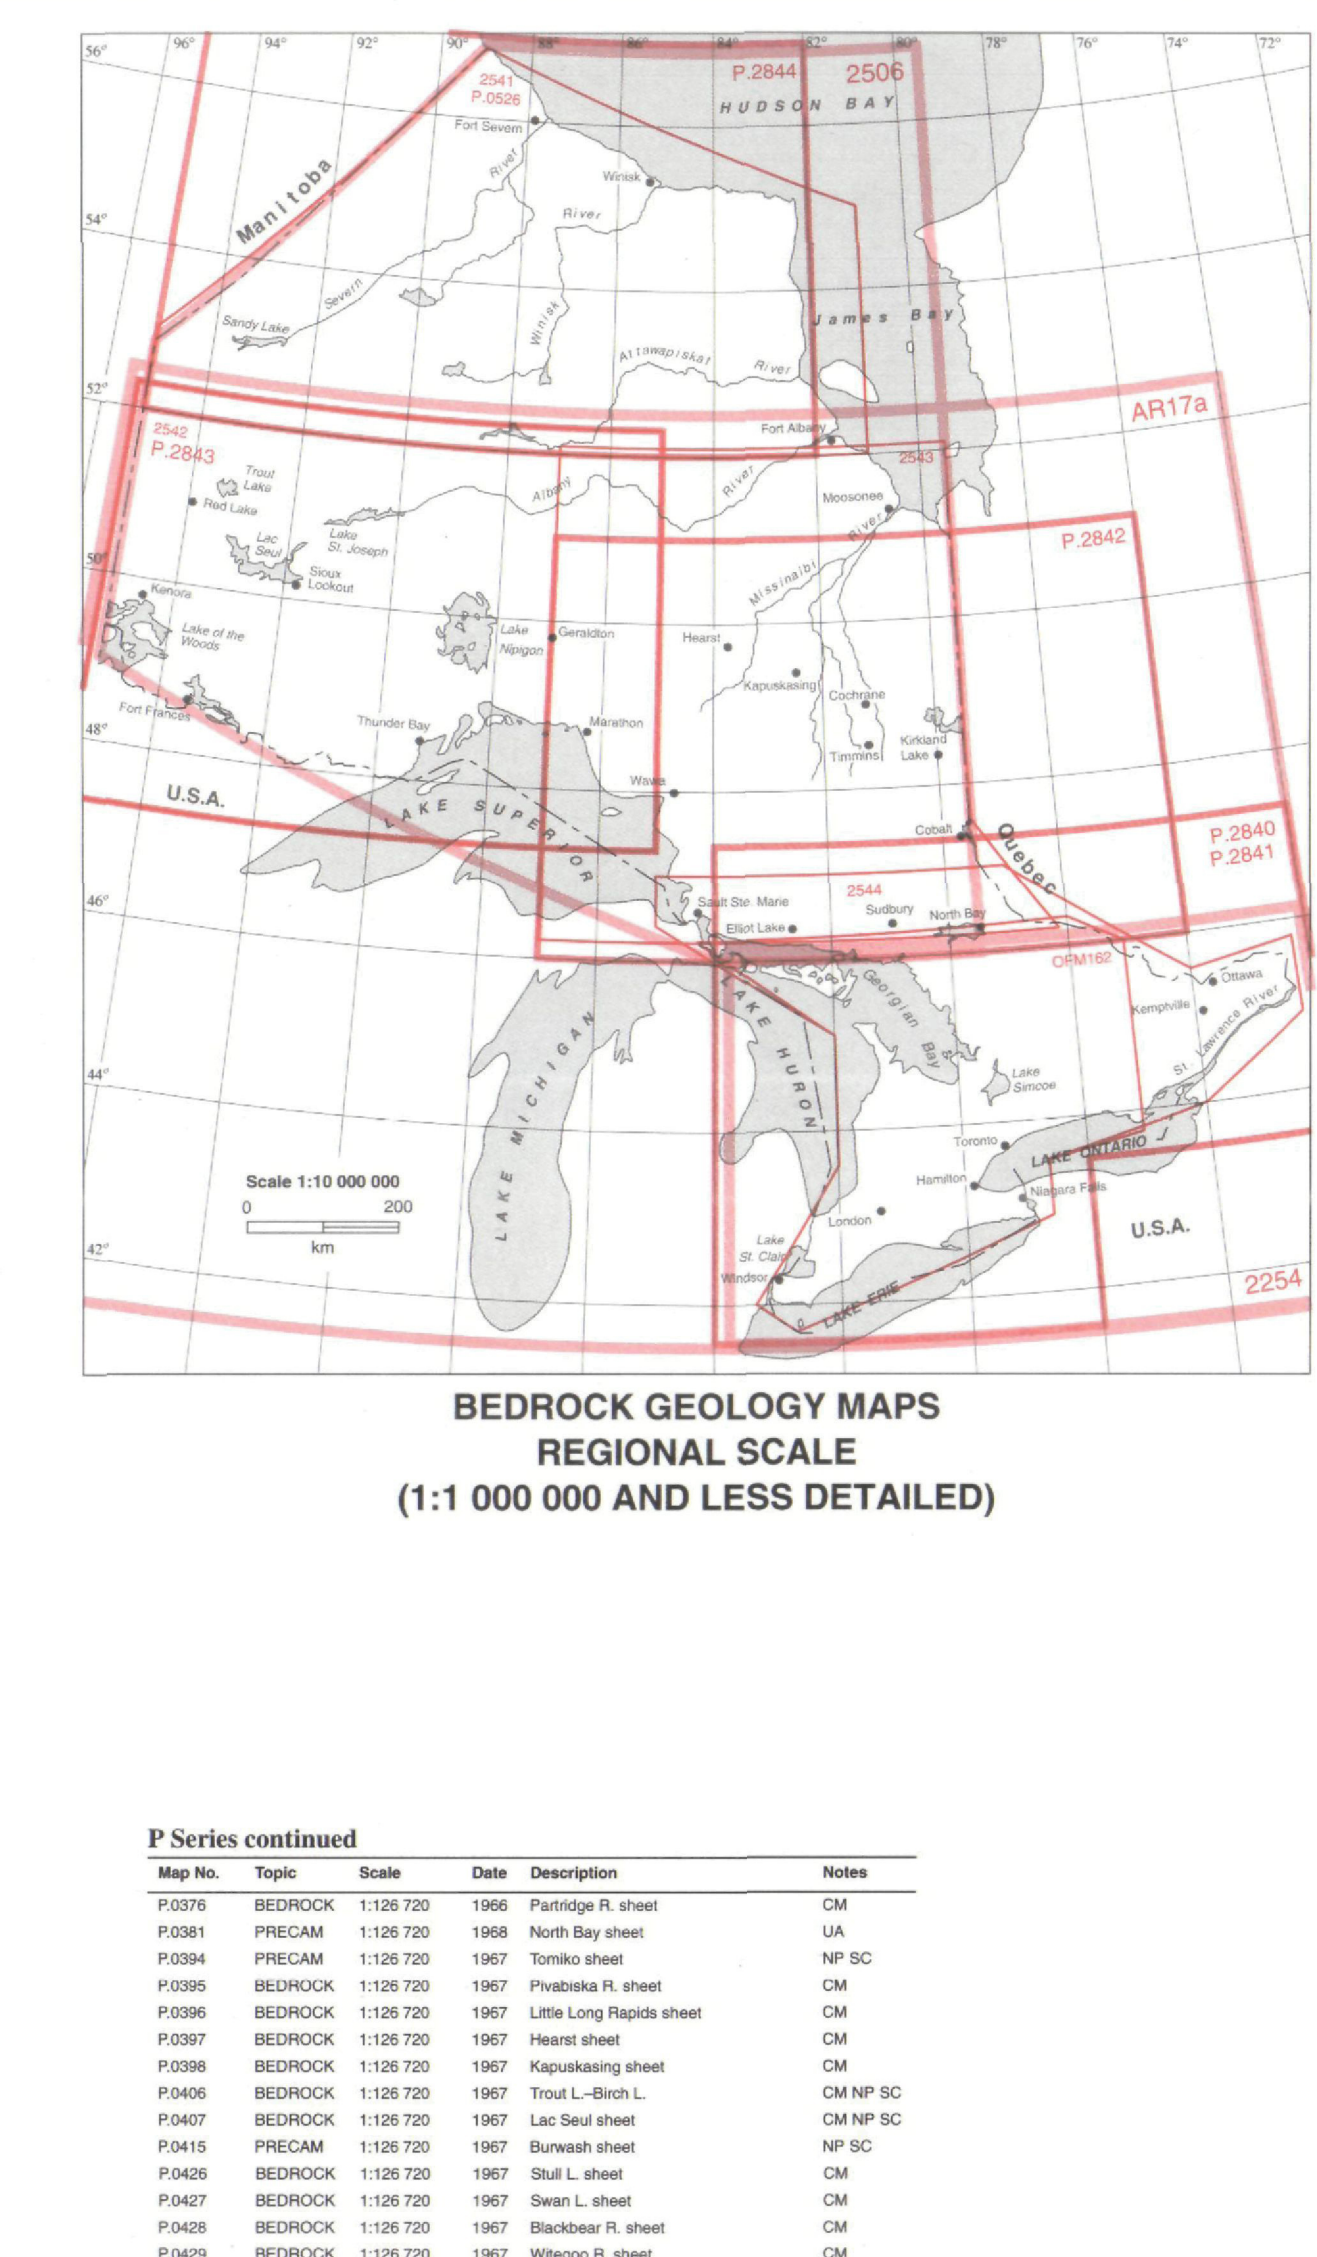 96° 94° 92° 90° 88° 86° 84° 82° 80° 78° 76° 74° 72°
56°
2541
P.0526
P.2844
2506
HUDSON BAY
Fort Severn
River
Winisk
Manitoba
River
54°
Severn
Winisk
Sandy Lake
James Bay
Attawapiskat River
52°
AR17a
2542
P.2843
Fort Albany
2543
Trout
Lake
Red Lake
Albany River
Moosonee
River
P.2842
Lac
Seul
Lake
St. Joseph
50°
Sioux
Lookout
Missinaibi
Kenora
Lake of the
Woods
Lake
Nipigon
Geraldton
Hearst
Kapuskasing
Cochrane
Fort Frances
Thunder Bay
Marathon
Timmins
Kirkland
Lake
48°
U.S.A.
Wawa
LAKE SUPERIOR
Cobalt
Quebec
P.2840
P.2841
46°
2544
Sault Ste. Marie
Sudbury
North Bay
Elliot Lake
OFM162
Ottawa
Kemptville
St. Lawrence River
LAKE HURON
Georgian Bay
LAKE MICHIGAN
44°
Lake
Simcoe
Toronto
LAKE ONTARIO
Scale 1:10 000 000
0 200
km
Hamilton
Niagara Falls
London
U.S.A.
42°
Lake
St. Clair
Windsor
LAKE ERIE
2254
BEDROCK GEOLOGY MAPS
REGIONAL SCALE
(1:1 000 000 AND LESS DETAILED)
P Series continued
Map No. Topic Scale Date Description Notes
P.0376 BEDROCK 1:126 720 1966 Partridge R. sheet CM
P.0381 PRECAM 1:126 720 1968 North Bay sheet UA
P.0394 PRECAM 1:126 720 1967 Tomiko sheet NP SC
P.0395 BEDROCK 1:126 720 1967 Pivabiska R. sheet CM
P.0396 BEDROCK 1:126 720 1967 Little Long Rapids sheet CM
P.0397 BEDROCK 1:126 720 1967 Hearst sheet CM
P.0398 BEDROCK 1:126 720 1967 Kapuskasing sheet CM
P.0406 BEDROCK 1:126 720 1967 Trout L.–Birch L. CM NP SC
P.0407 BEDROCK 1:126 720 1967 Lac Seul sheet CM NP SC
P.0415 PRECAM 1:126 720 1967 Burwash sheet NP SC
P.0426 BEDROCK 1:126 720 1967 Stull L. sheet CM
P.0427 BEDROCK 1:126 720 1967 Swan L. sheet CM
P.0428 BEDROCK 1:126 720 1967 Blackbear R. sheet CM
P.0429 BEDROCK 1:126 720 1967 Witegoo R. sheet CM